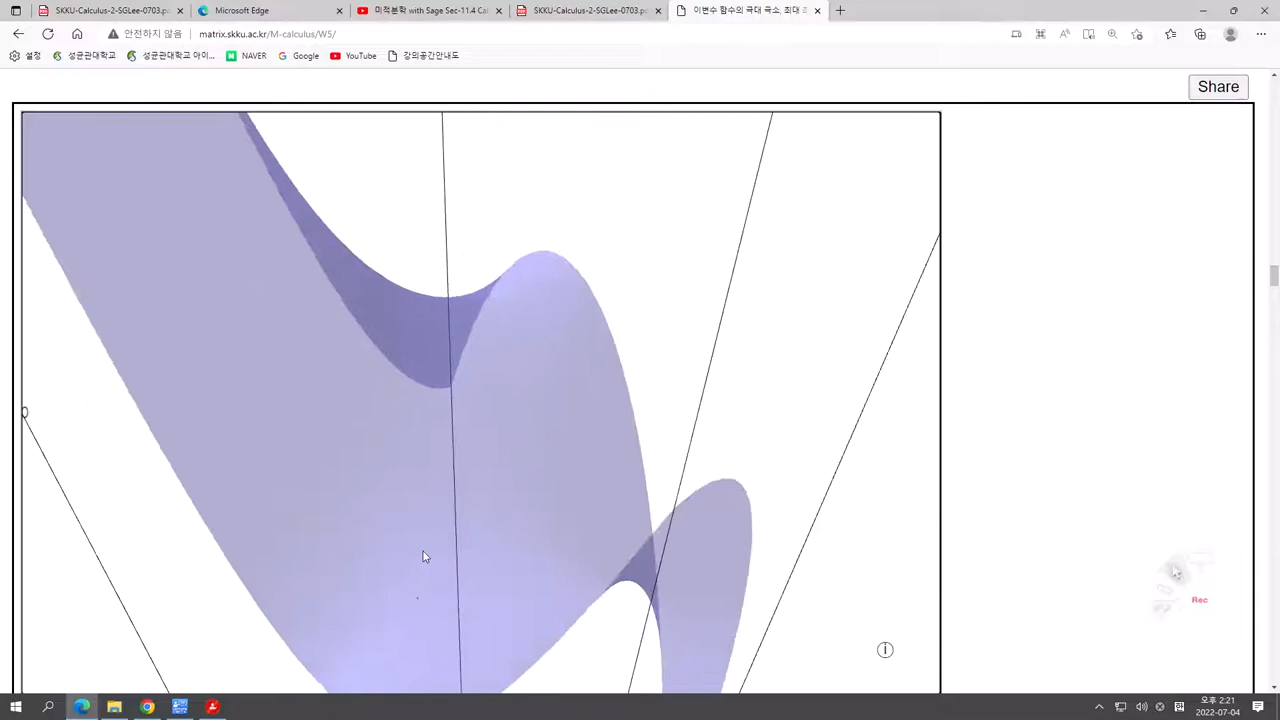 SKKU-Calculus-2-SGLee-0703.p
Microsoft Edge
미적분학 with Sage Sec-11.4 Ca
SKKU-Calculus-2-SGLee-0703.p
이변수 함수의 극대 극소, 최대 최
안전하지 않음
matrix.skku.ac.kr/M-calculus/W5/
설정
성균관대학교
성균관대학교 아이...
NAVER
Google
YouTube
강의공간안내도
Share
0
Rec
오후 2:21
2022-07-04